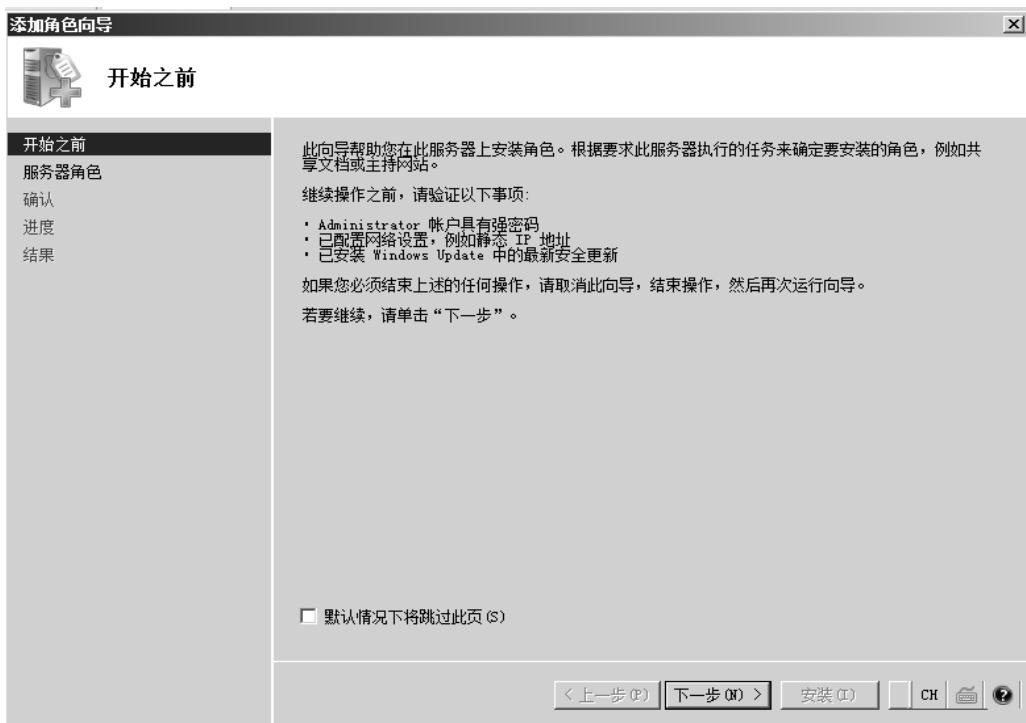 添加角色向导
开始之前
开始之前
服务器角色
确认
进度
结果
此向导帮助您在此服务器上安装角色。根据要求此服务器执行的任务来确定要安装的角色，例如共
享文档或主持网站。
继续操作之前，请验证以下事项:
· Administrator 帐户具有强密码
· 已配置网络设置，例如静态 IP 地址
· 已安装 Windows Update 中的最新安全更新
如果您必须结束上述的任何操作，请取消此向导，结束操作，然后再次运行向导。
若要继续，请单击“下一步”。
默认情况下将跳过此页(S)
< 上一步(P) 下一步(N) > 安装(I) CH